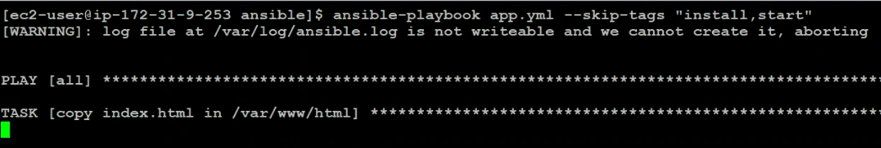 [ec2-user@ip-172-31-9-253 ansible]$ ansible-playbook app.yml --skip-tags "install,start"
[WARNING]: log file at /var/log/ansible.log is not writeable and we cannot create it, aborting
PLAY [all] *************************************************************************************
TASK [copy index.html in /var/www/html] ********************************************************